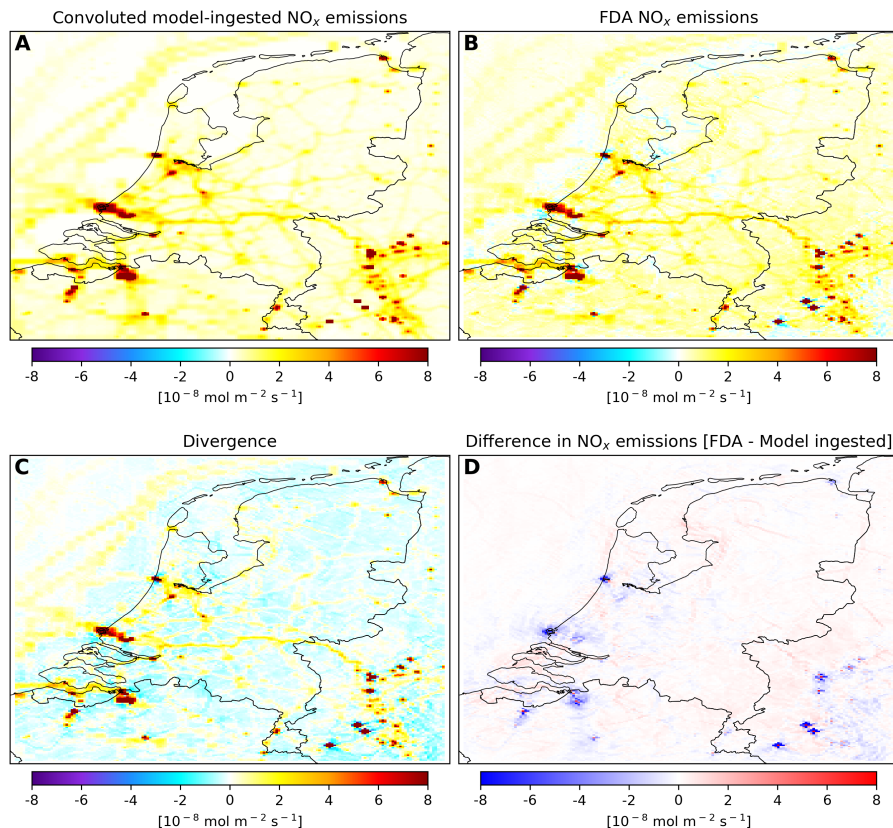 Convoluted model-ingested NOₓ emissions
FDA NOₓ emissions
A
B
-8 -6 -4 -2 0 2 4 6 8
-8 -6 -4 -2 0 2 4 6 8
[10⁻⁸ mol m⁻² s⁻¹]
[10⁻⁸ mol m⁻² s⁻¹]
Divergence
Difference in NOₓ emissions [FDA - Model ingested]
C
D
-8 -6 -4 -2 0 2 4 6 8
-8 -6 -4 -2 0 2 4 6 8
[10⁻⁸ mol m⁻² s⁻¹]
[10⁻⁸ mol m⁻² s⁻¹]